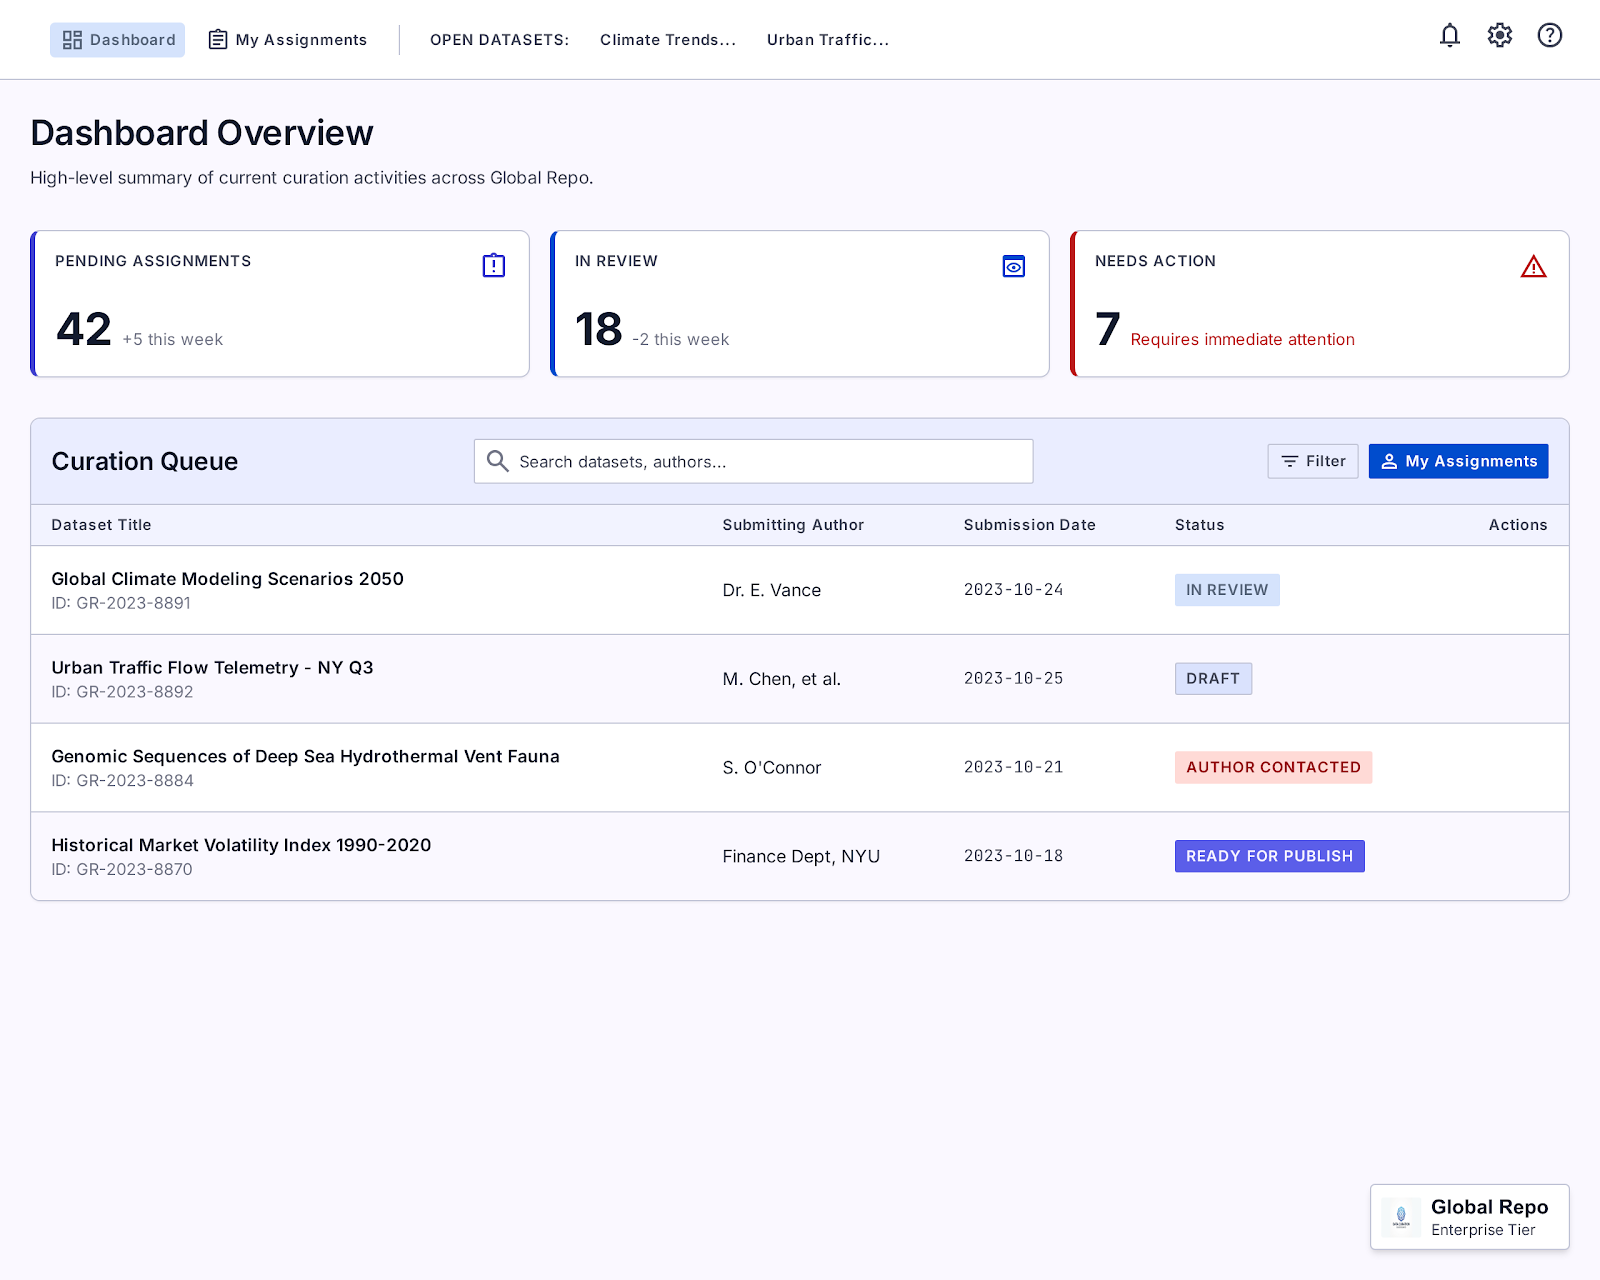 Dashboard
My Assignments
OPEN DATASETS:
Climate Trends...
Urban Traffic...
Dashboard Overview
High-level summary of current curation activities across Global Repo.
PENDING ASSIGNMENTS
42 +5 this week
IN REVIEW
18 -2 this week
NEEDS ACTION
7 Requires immediate attention
Curation Queue
Search datasets, authors...
Filter
My Assignments
Dataset Title Submitting Author Submission Date Status Actions
Global Climate Modeling Scenarios 2050
ID: GR-2023-8891
Dr. E. Vance
2023-10-24
IN REVIEW
Urban Traffic Flow Telemetry - NY Q3
ID: GR-2023-8892
M. Chen, et al.
2023-10-25
DRAFT
Genomic Sequences of Deep Sea Hydrothermal Vent Fauna
ID: GR-2023-8884
S. O'Connor
2023-10-21
AUTHOR CONTACTED
Historical Market Volatility Index 1990-2020
ID: GR-2023-8870
Finance Dept, NYU
2023-10-18
READY FOR PUBLISH
Global Repo
Enterprise Tier